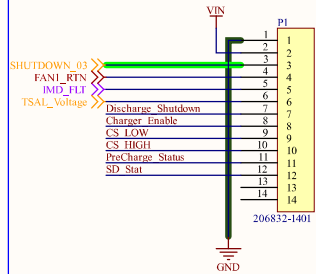 VIN
P1
1 1
2 2
SHUTDOWN_03 3 3
FAN1_RTN 4 4
IMD_FLT 5 5
TSAL_Voltage 6 6
Discharge_Shutdown 7 7
Charger_Enable 8 8
CS_LOW 9 9
CS_HIGH 10 10
PreCharge_Status 11 11
SD_Stat 12 12
13 13
14 14
206832-1401
GND